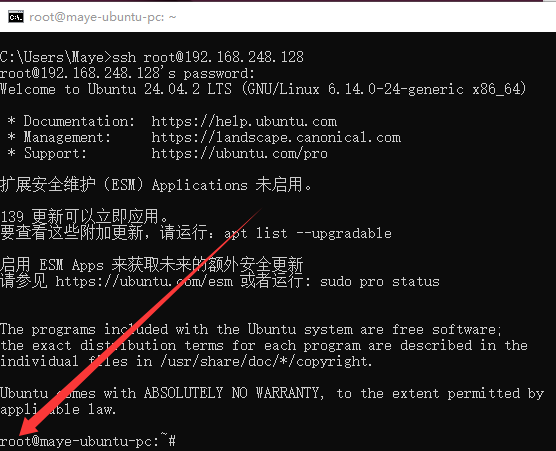 root@maye-ubuntu-pc: ~
C:\Users\Maye>ssh root@192.168.248.128
root@192.168.248.128's password:
Welcome to Ubuntu 24.04.2 LTS (GNU/Linux 6.14.0-24-generic x86_64)
* Documentation:  https://help.ubuntu.com
* Management:     https://landscape.canonical.com
* Support:        https://ubuntu.com/pro
扩展安全维护 (ESM) Applications 未启用。
139 更新可以立即应用。
要查看这些附加更新，请运行：apt list --upgradable
启用 ESM Apps 来获取未来的额外安全更新
请参见 https://ubuntu.com/esm 或者运行: sudo pro status
The programs included with the Ubuntu system are free software;
the exact distribution terms for each program are described in the
individual files in /usr/share/doc/*/copyright.
Ubuntu comes with ABSOLUTELY NO WARRANTY, to the extent permitted by
applicable law.
root@maye-ubuntu-pc:~#